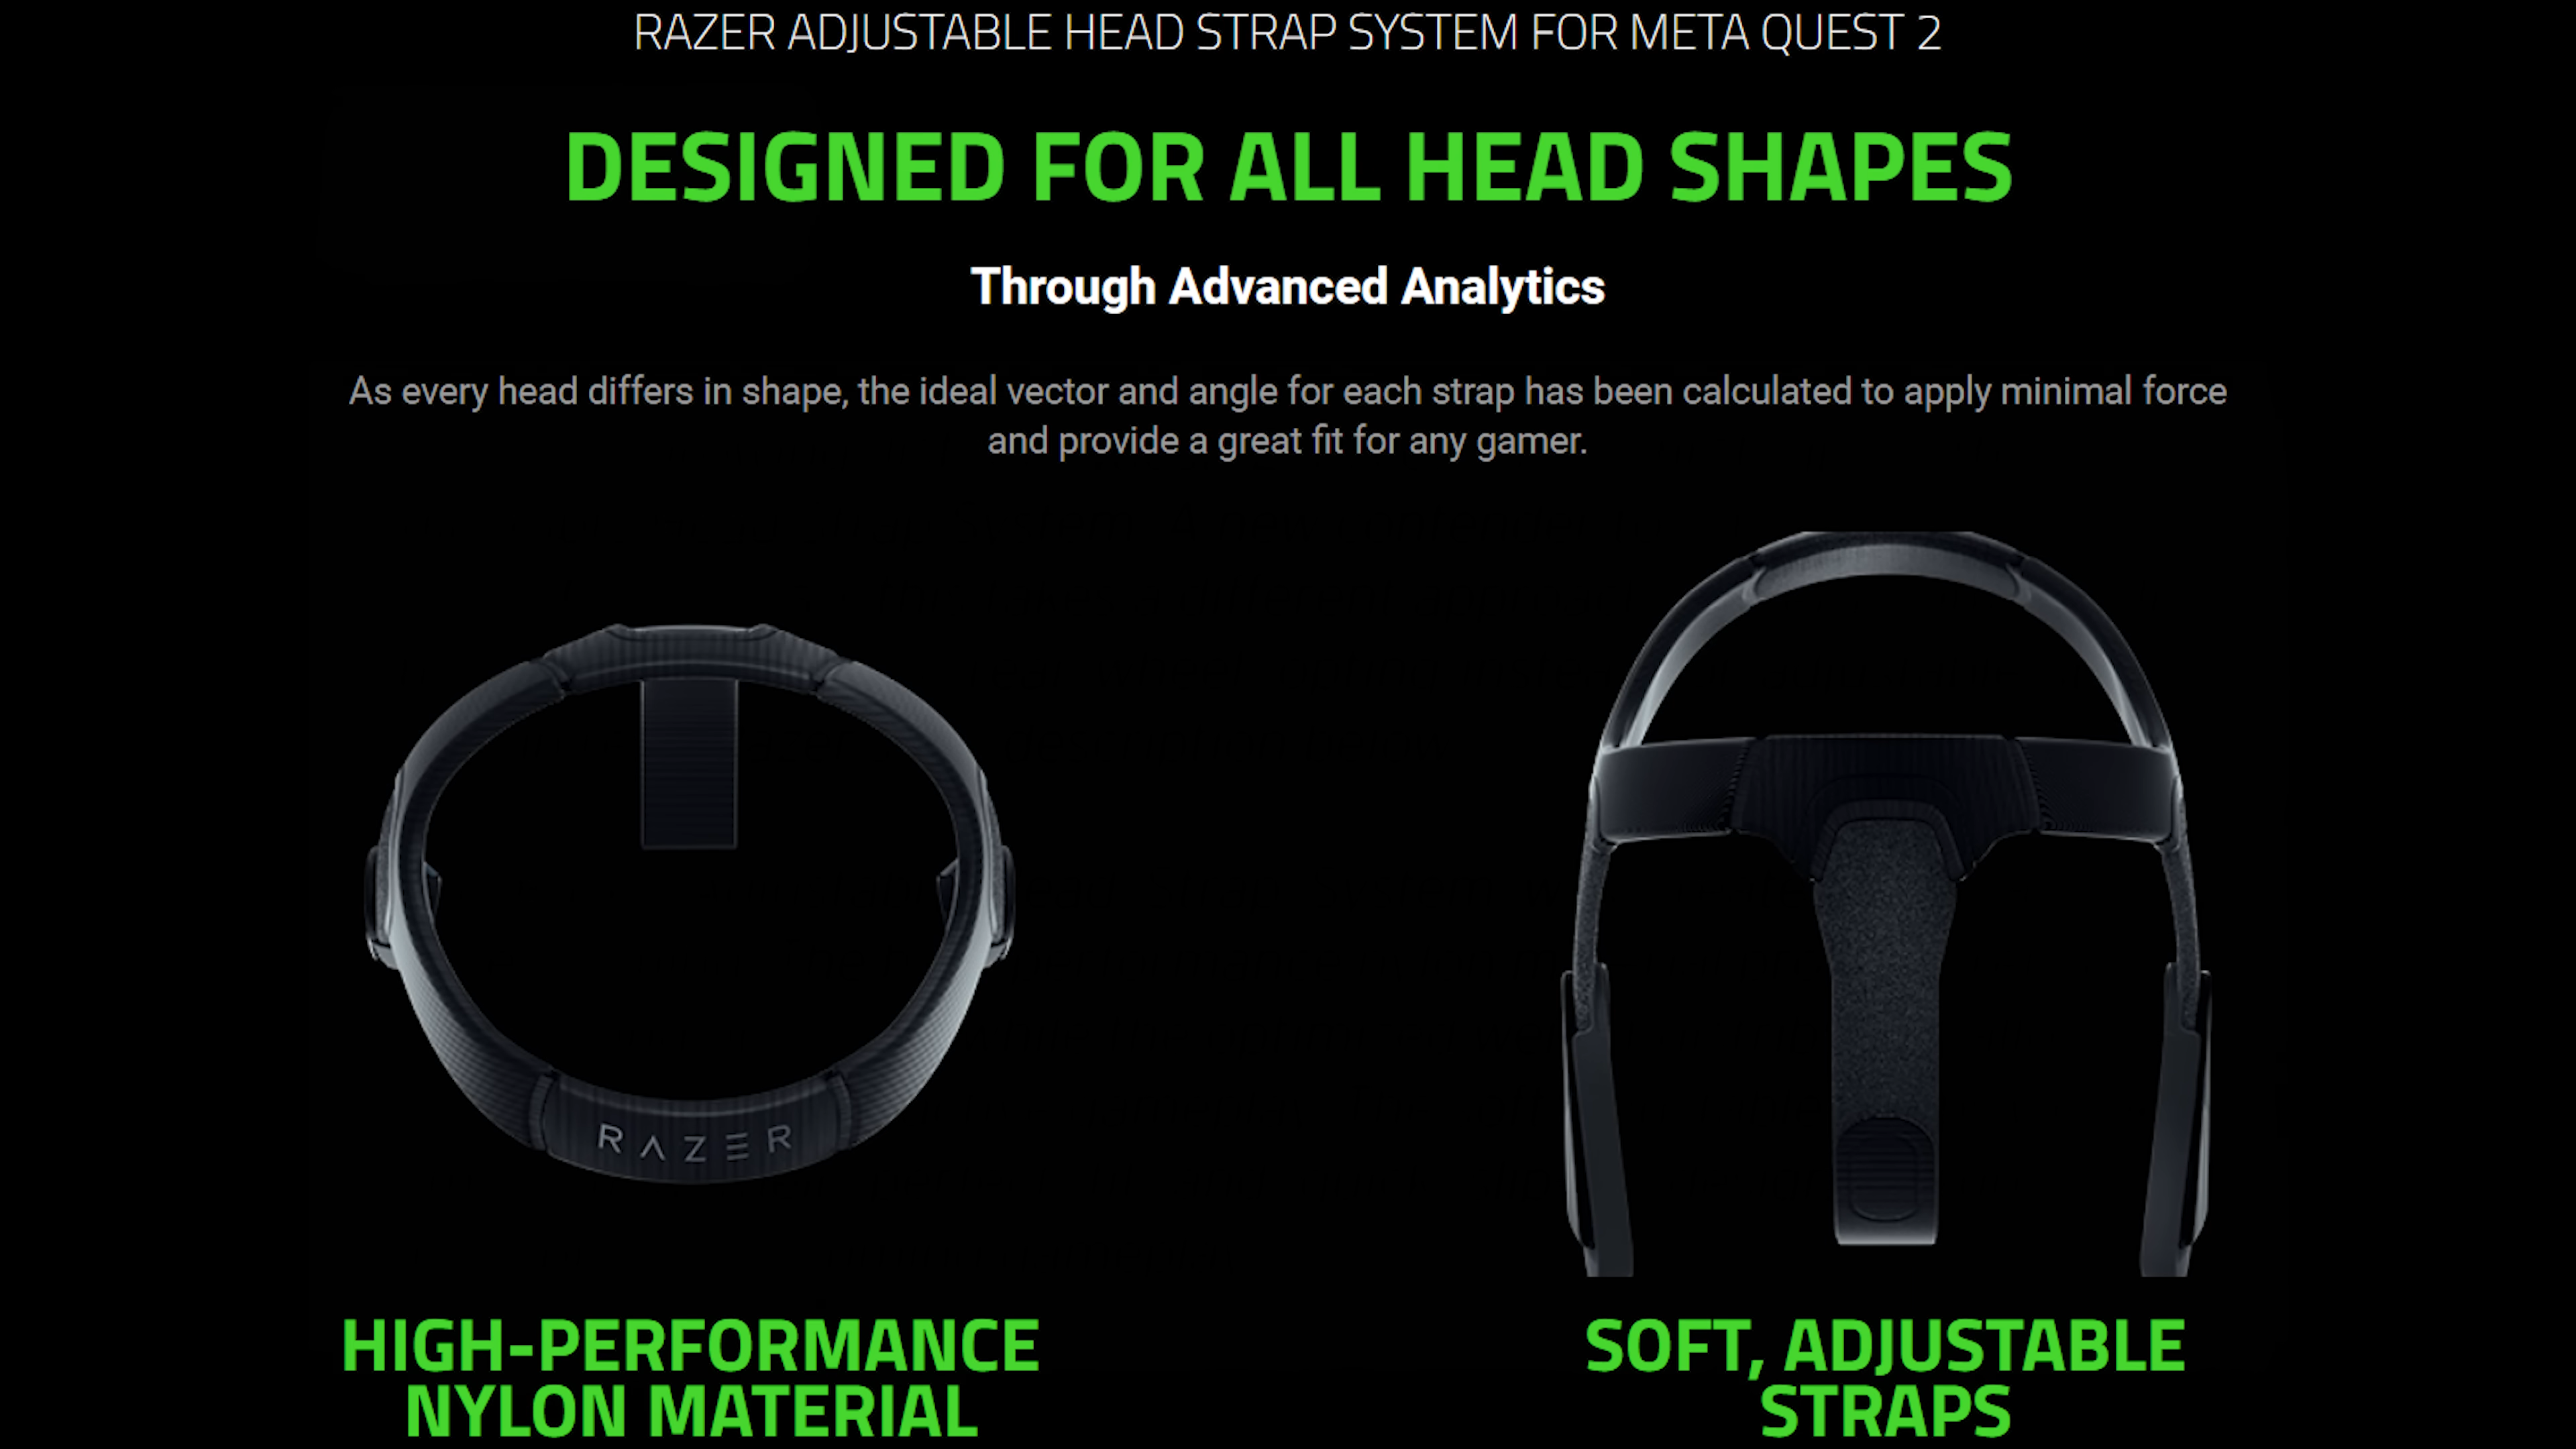 RAZER ADJUSTABLE HEAD STRAP SYSTEM FOR META QUEST 2
DESIGNED FOR ALL HEAD SHAPES
Through Advanced Analytics
As every head differs in shape, the ideal vector and angle for each strap has been calculated to apply minimal force
and provide a great fit for any gamer.
RAZER
HIGH-PERFORMANCE
NYLON MATERIAL
SOFT, ADJUSTABLE
STRAPS